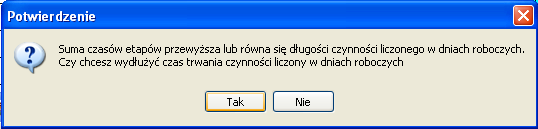 Potwierdzenie
Suma czasów etapów przewyższa lub równa się długości czynności liczonego w dniach roboczych.
Czy chcesz wydłużyć czas trwania czynności liczony w dniach roboczych
Tak
Nie